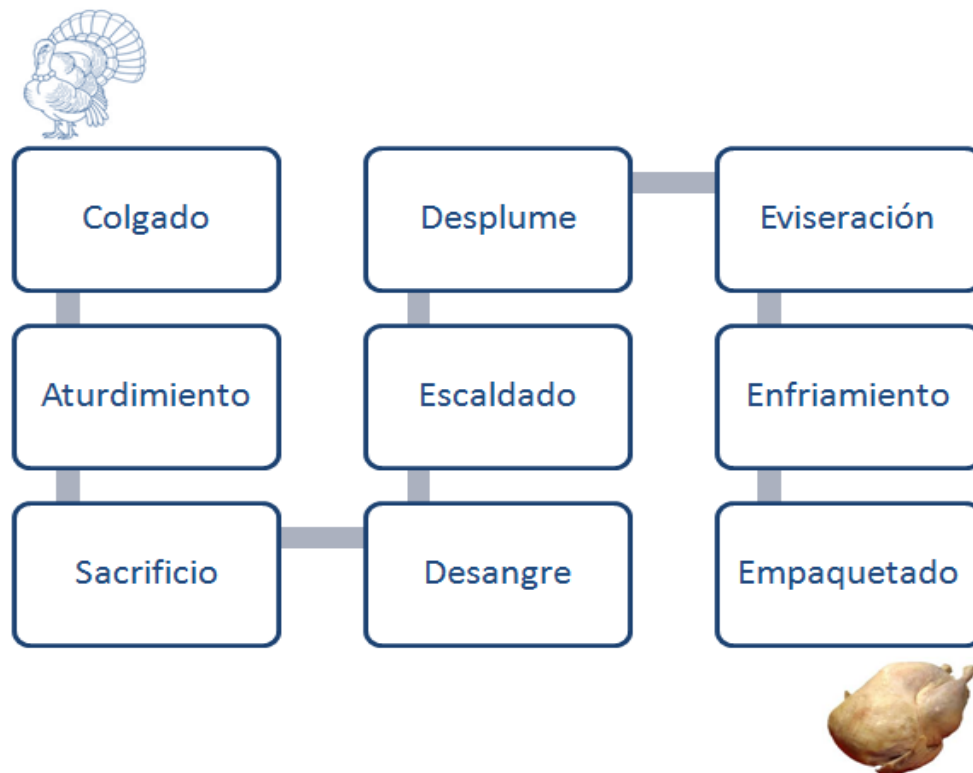 Colgado
Aturdimiento
Sacrificio
Desangre
Escaldado
Desplume
Eviseración
Enfriamiento
Empaquetado